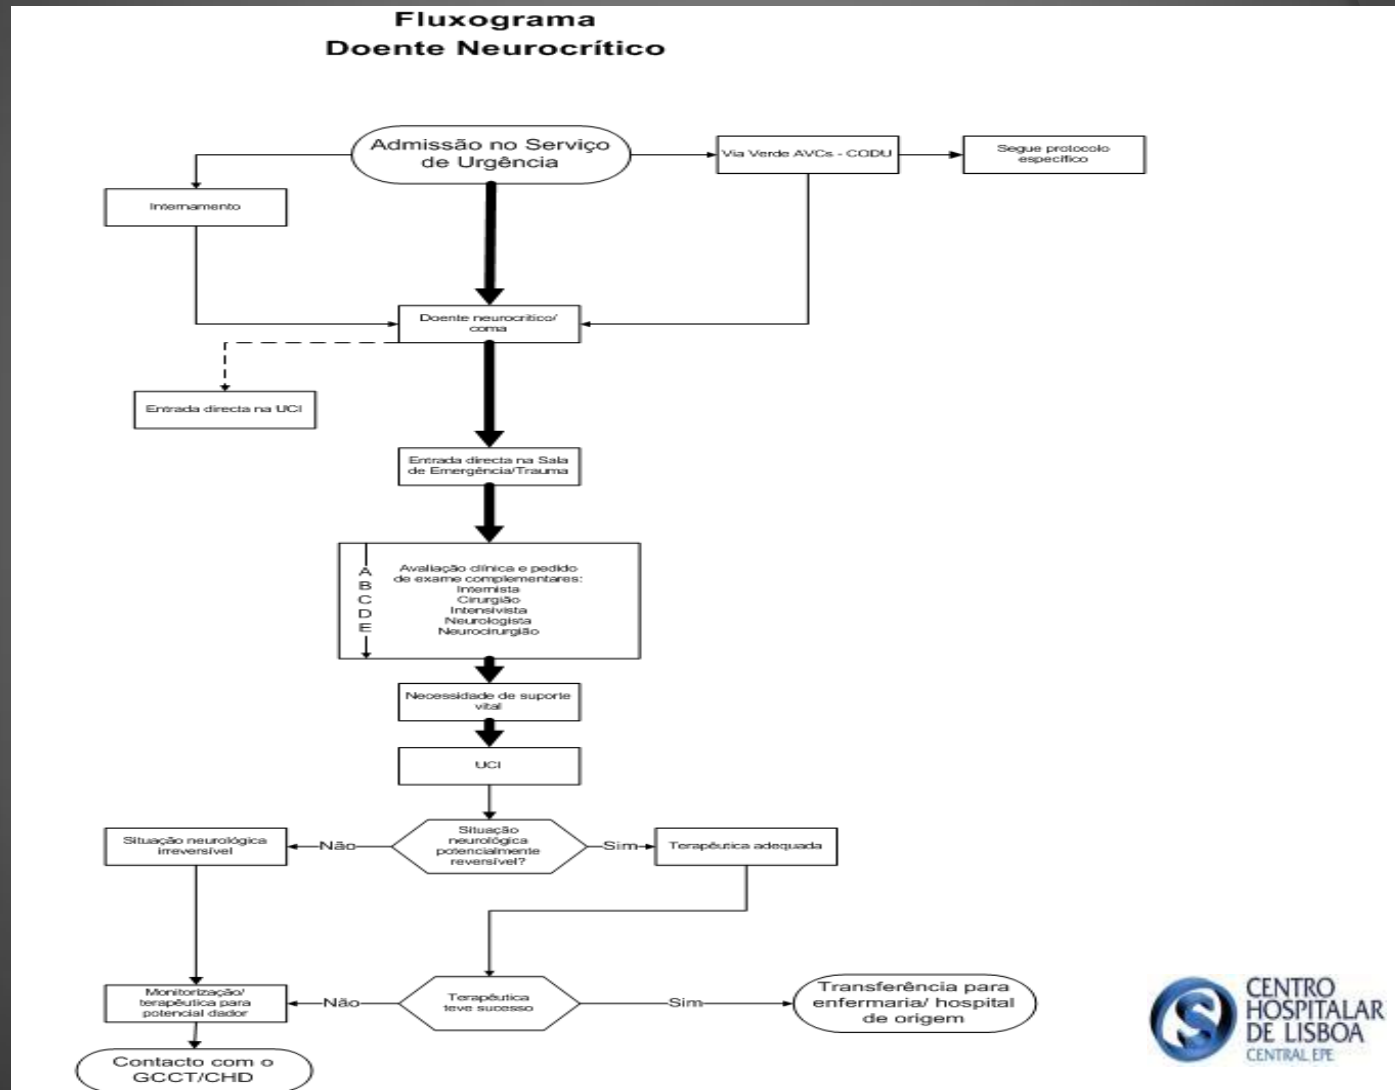 Fluxograma
Doente Neurocrítico
Admissão no Serviço
de Urgência
Via Verde AVCs - CODU
Segue protocolo
específico
Internamento
Doente neurocrítico/
coma
Entrada directa na UCI
Entrada directa na Sala
de Emergência/Trauma
A
B
C
D
E
Avaliação clínica e pedido
de exame complementares:
Internista
Cirurgião
Intensivista
Neurologista
Neurocirurgião
Necessidade de suporte
vital
UCI
Situação neurológica
irreversível
Não
Situação
neurológica
potencialmente
reversível?
Sim
Terapêutica adequada
Monitorização/
terapêutica para
potencial dador
Não
Terapêutica
teve sucesso
Sim
Transferência para
enfermaria/ hospital
de origem
Contacto com o
GCCT/CHD
CENTRO
HOSPITALAR
DE LISBOA
CENTRAL EPE